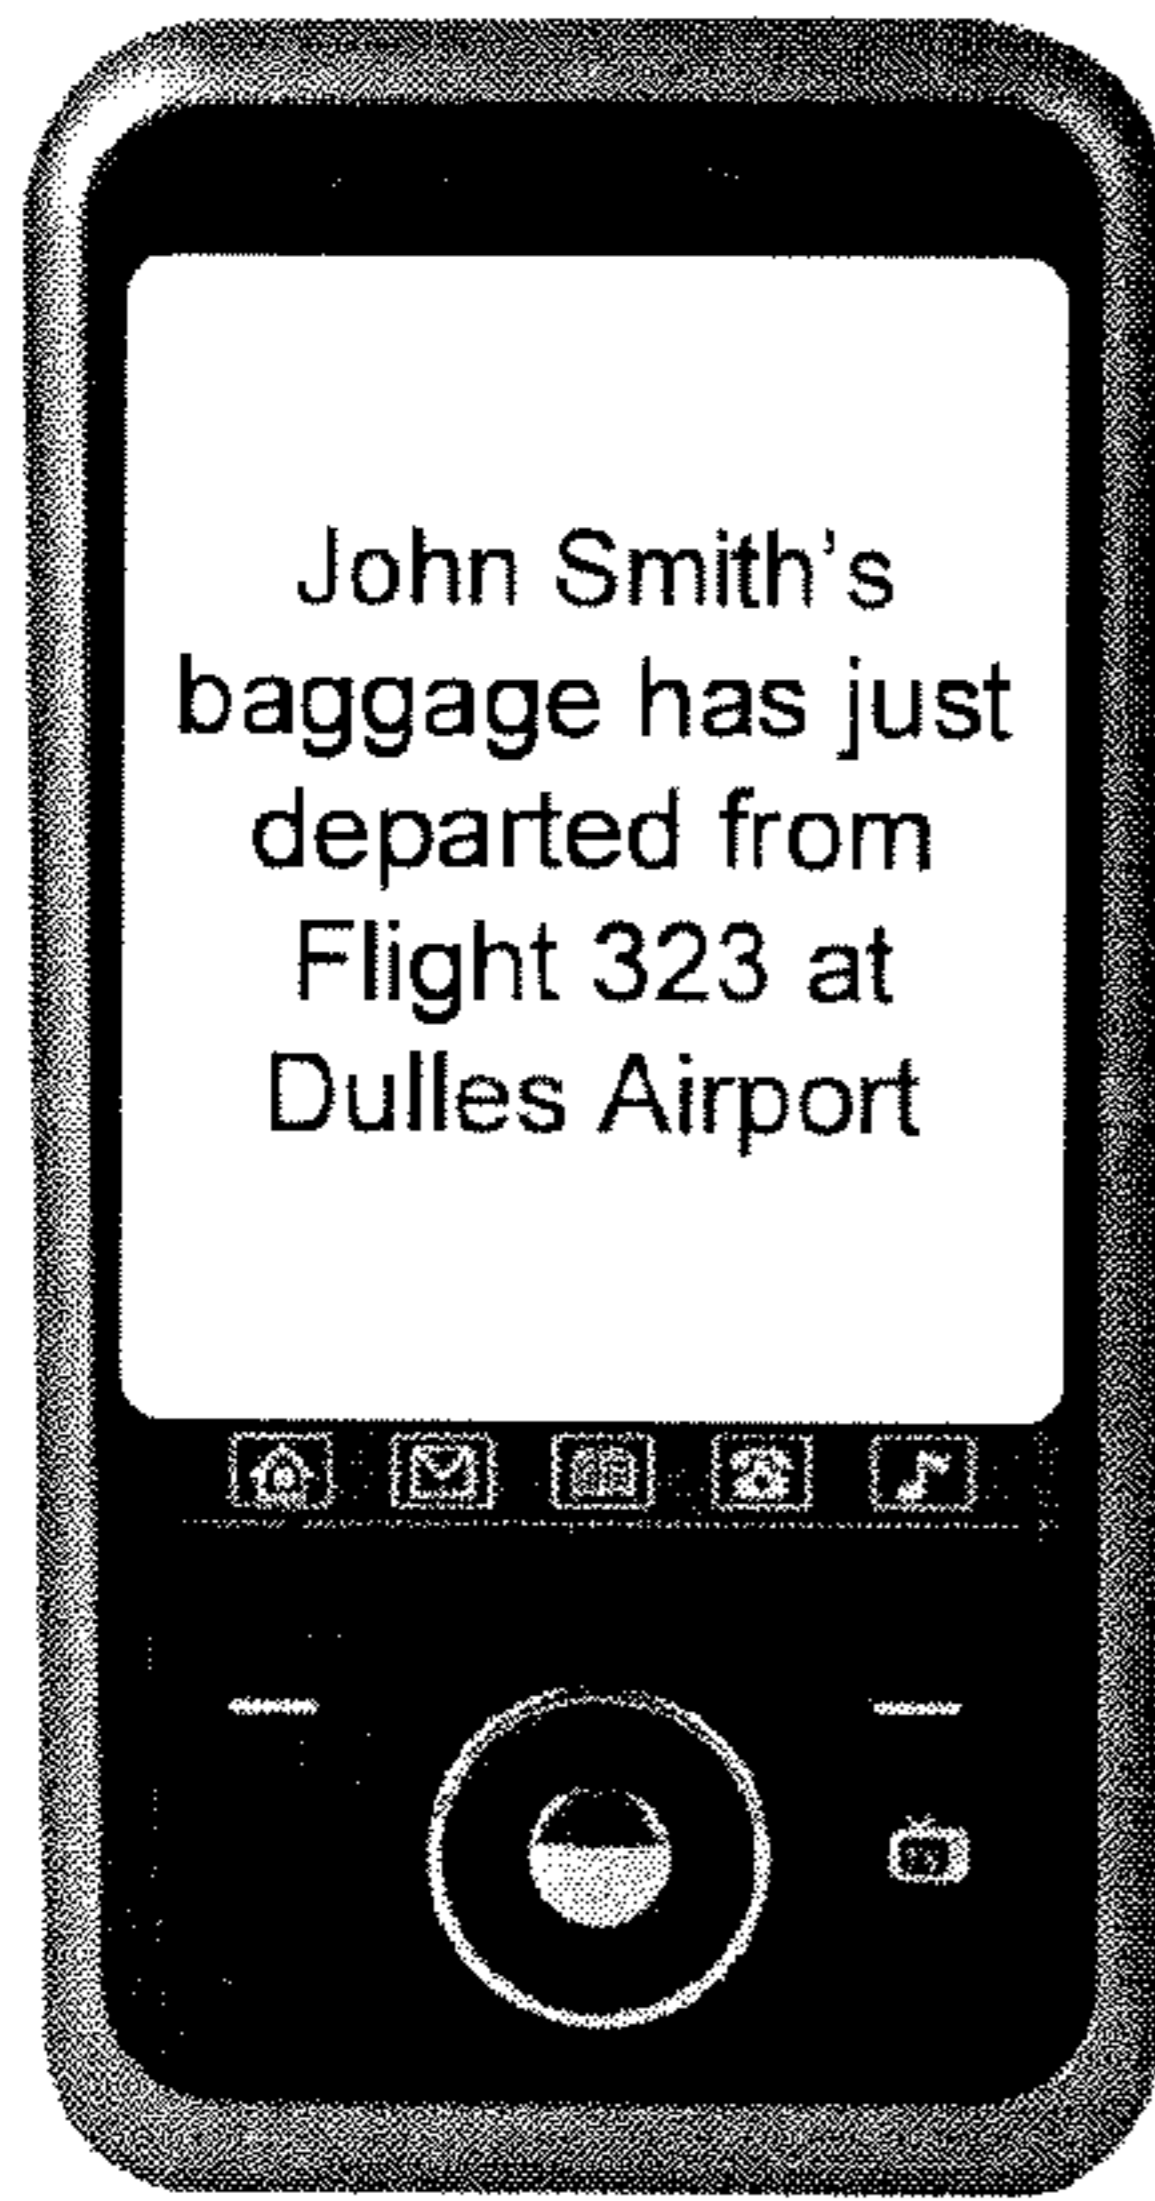 John Smith's
baggage has just
departed from
Flight 323 at
Dulles Airport